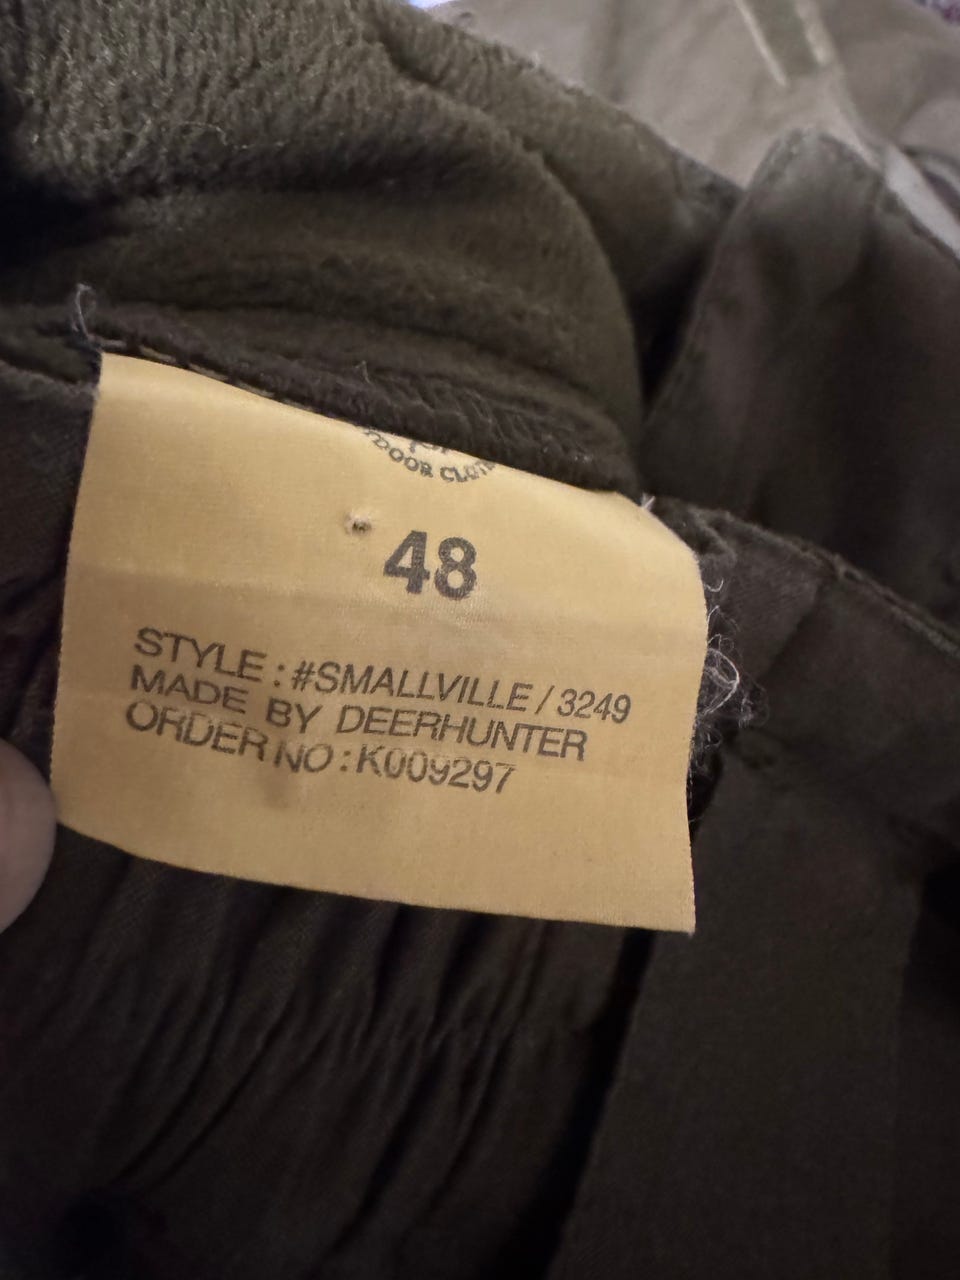 48
STYLE : #SMALLVILLE / 3249
MADE BY DEERHUNTER
ORDER NO : K009297